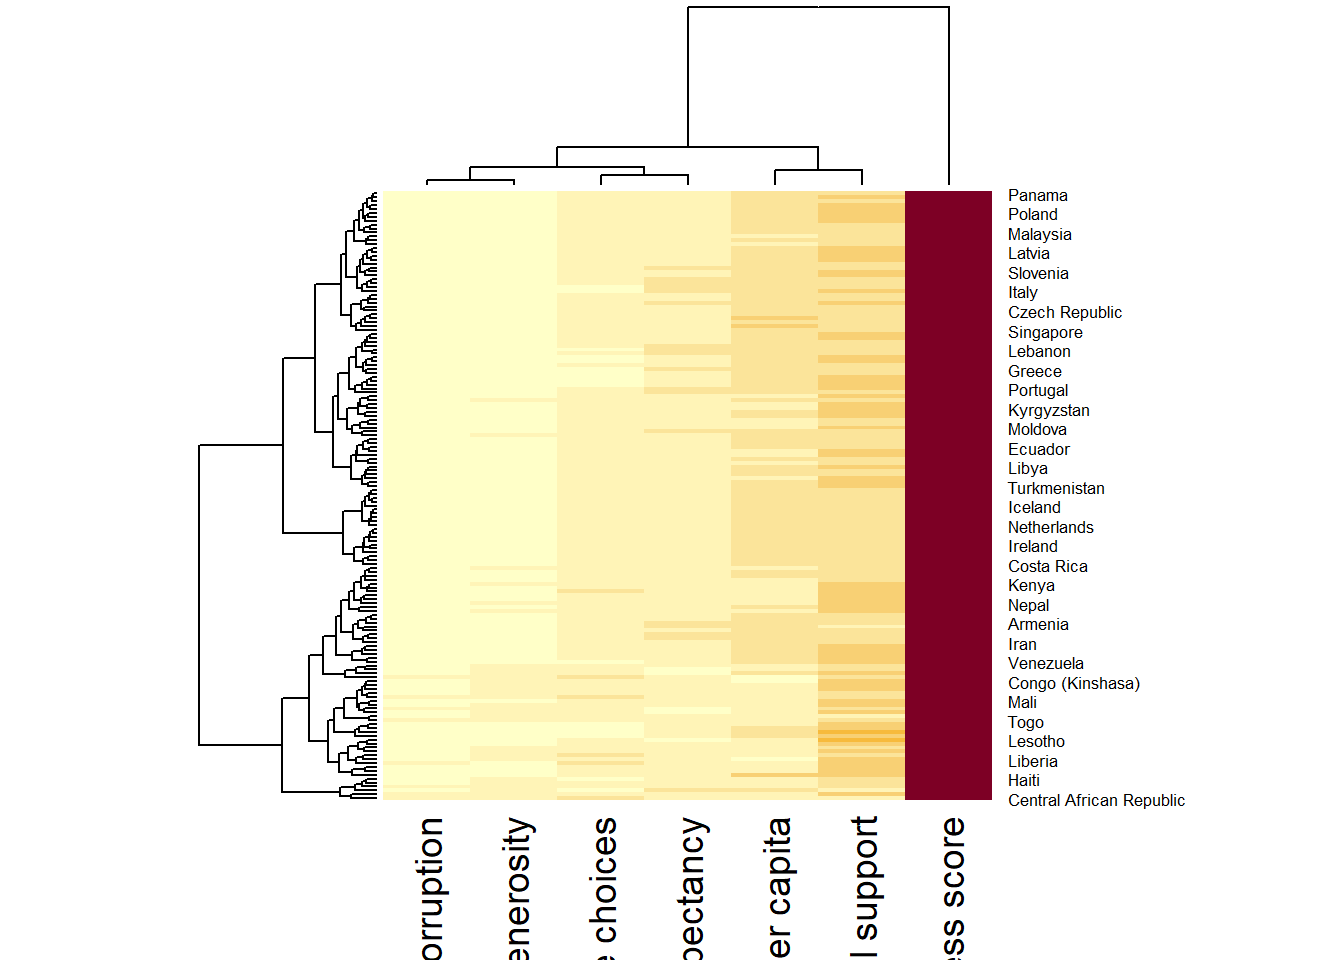 Panama
Poland
Malaysia
Latvia
Slovenia
Italy
Czech Republic
Singapore
Lebanon
Greece
Portugal
Kyrgyzstan
Moldova
Ecuador
Libya
Turkmenistan
Iceland
Netherlands
Ireland
Costa Rica
Kenya
Nepal
Armenia
Iran
Venezuela
Congo (Kinshasa)
Mali
Togo
Lesotho
Liberia
Haiti
Central African Republic
orruption
enerosity
e choices
pectancy
er capita
l support
ess score